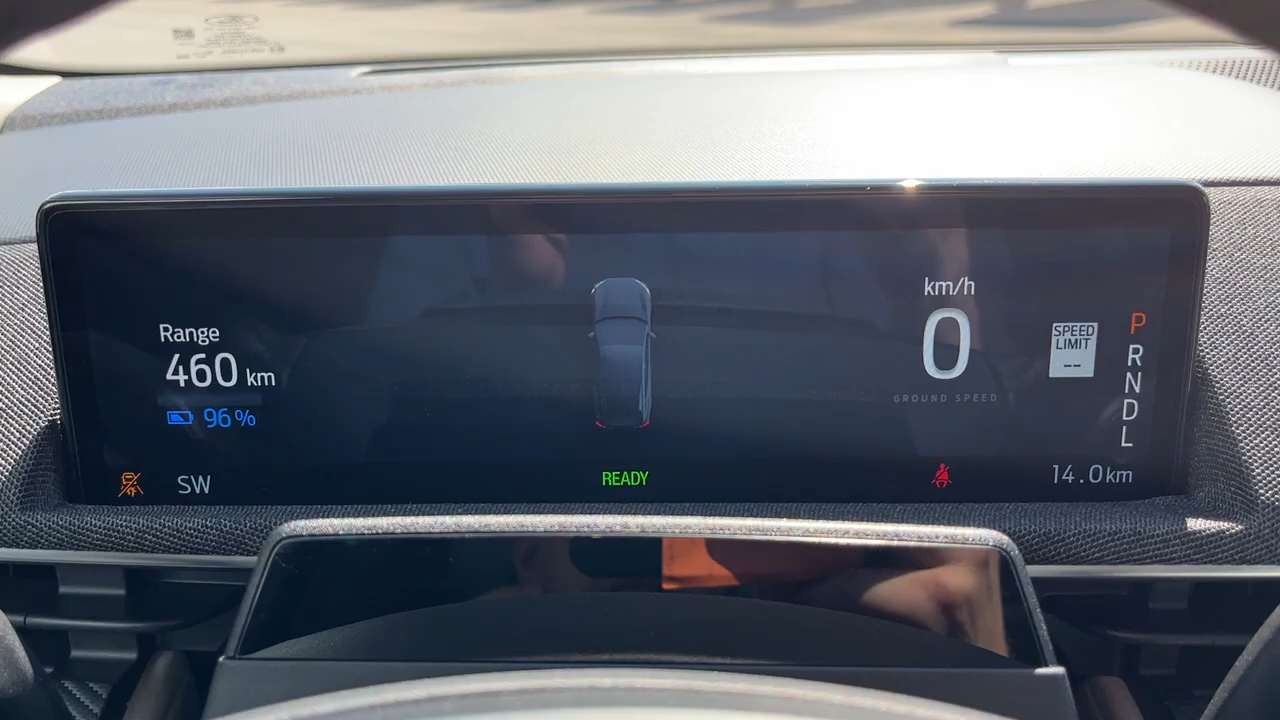 km/h
Range
460 km
96%
0
GROUND SPEED
SPEED
LIMIT
--
P
R
N
D
L
SW
READY
14.0km